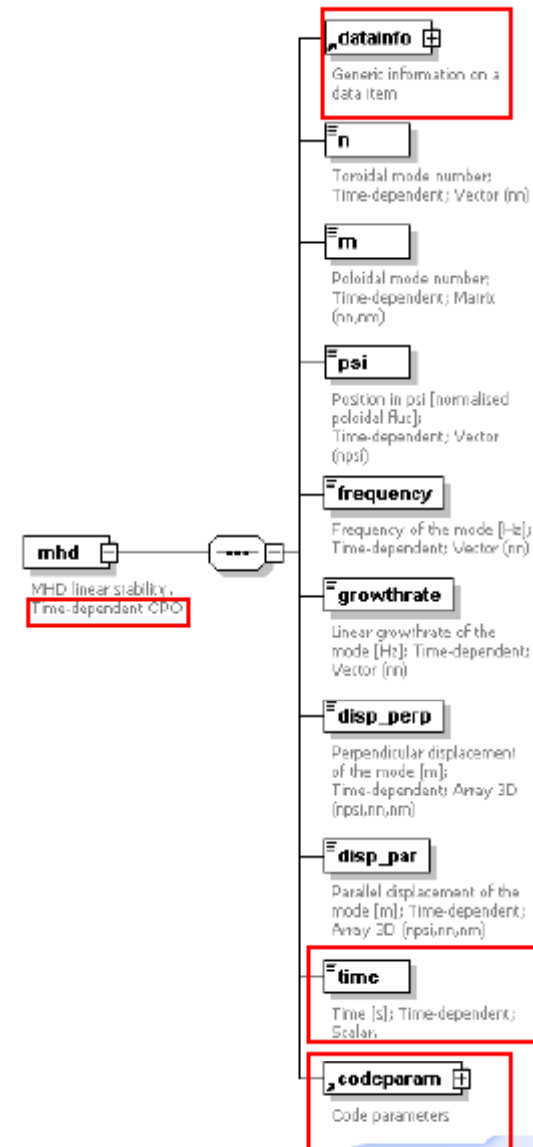 datainfo
Generic information on a
data item
n
Toroidal mode number;
Time-dependent; Vector (nn)
m
Poloidal mode number;
Time-dependent; Matrix
(nn,nm)
psi
Position in psi [normalised
poloidal flux];
Time-dependent; Vector
(npsi)
frequency
Frequency of the mode [Hz];
Time-dependent; Vector (nn)
mhd
MHD linear stability.
Time-dependent CPO
growthrate
Linear growthrate of the
mode [Hz]; Time-dependent;
Vector (nn)
disp_perp
Perpendicular displacement
of the mode [m];
Time-dependent; Array 3D
(npsi,nn,nm)
disp_par
Parallel displacement of the
mode [m]; Time-dependent;
Array 3D (npsi,nn,nm)
time
Time [s]; Time-dependent;
Scalar.
codeparam
Code parameters